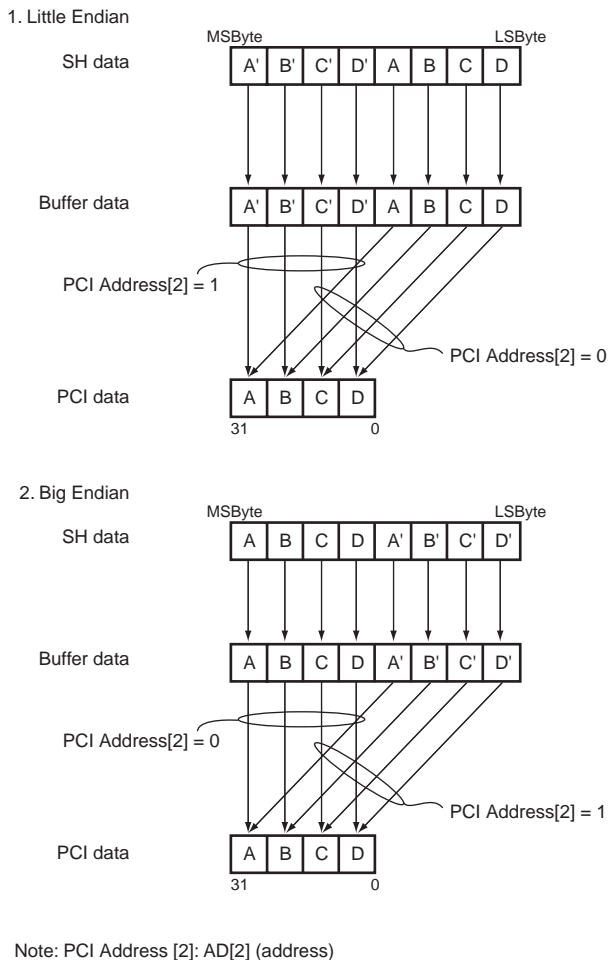 1. Little Endian
MSByte LSByte
SH data A' B' C' D' A B C D
Buffer data A' B' C' D' A B C D
PCI Address[2] = 1
PCI Address[2] = 0
PCI data A B C D
31 0
2. Big Endian
MSByte LSByte
SH data A B C D A' B' C' D'
Buffer data A B C D A' B' C' D'
PCI Address[2] = 0
PCI Address[2] = 1
PCI data A B C D
31 0
Note: PCI Address [2]: AD[2] (address)